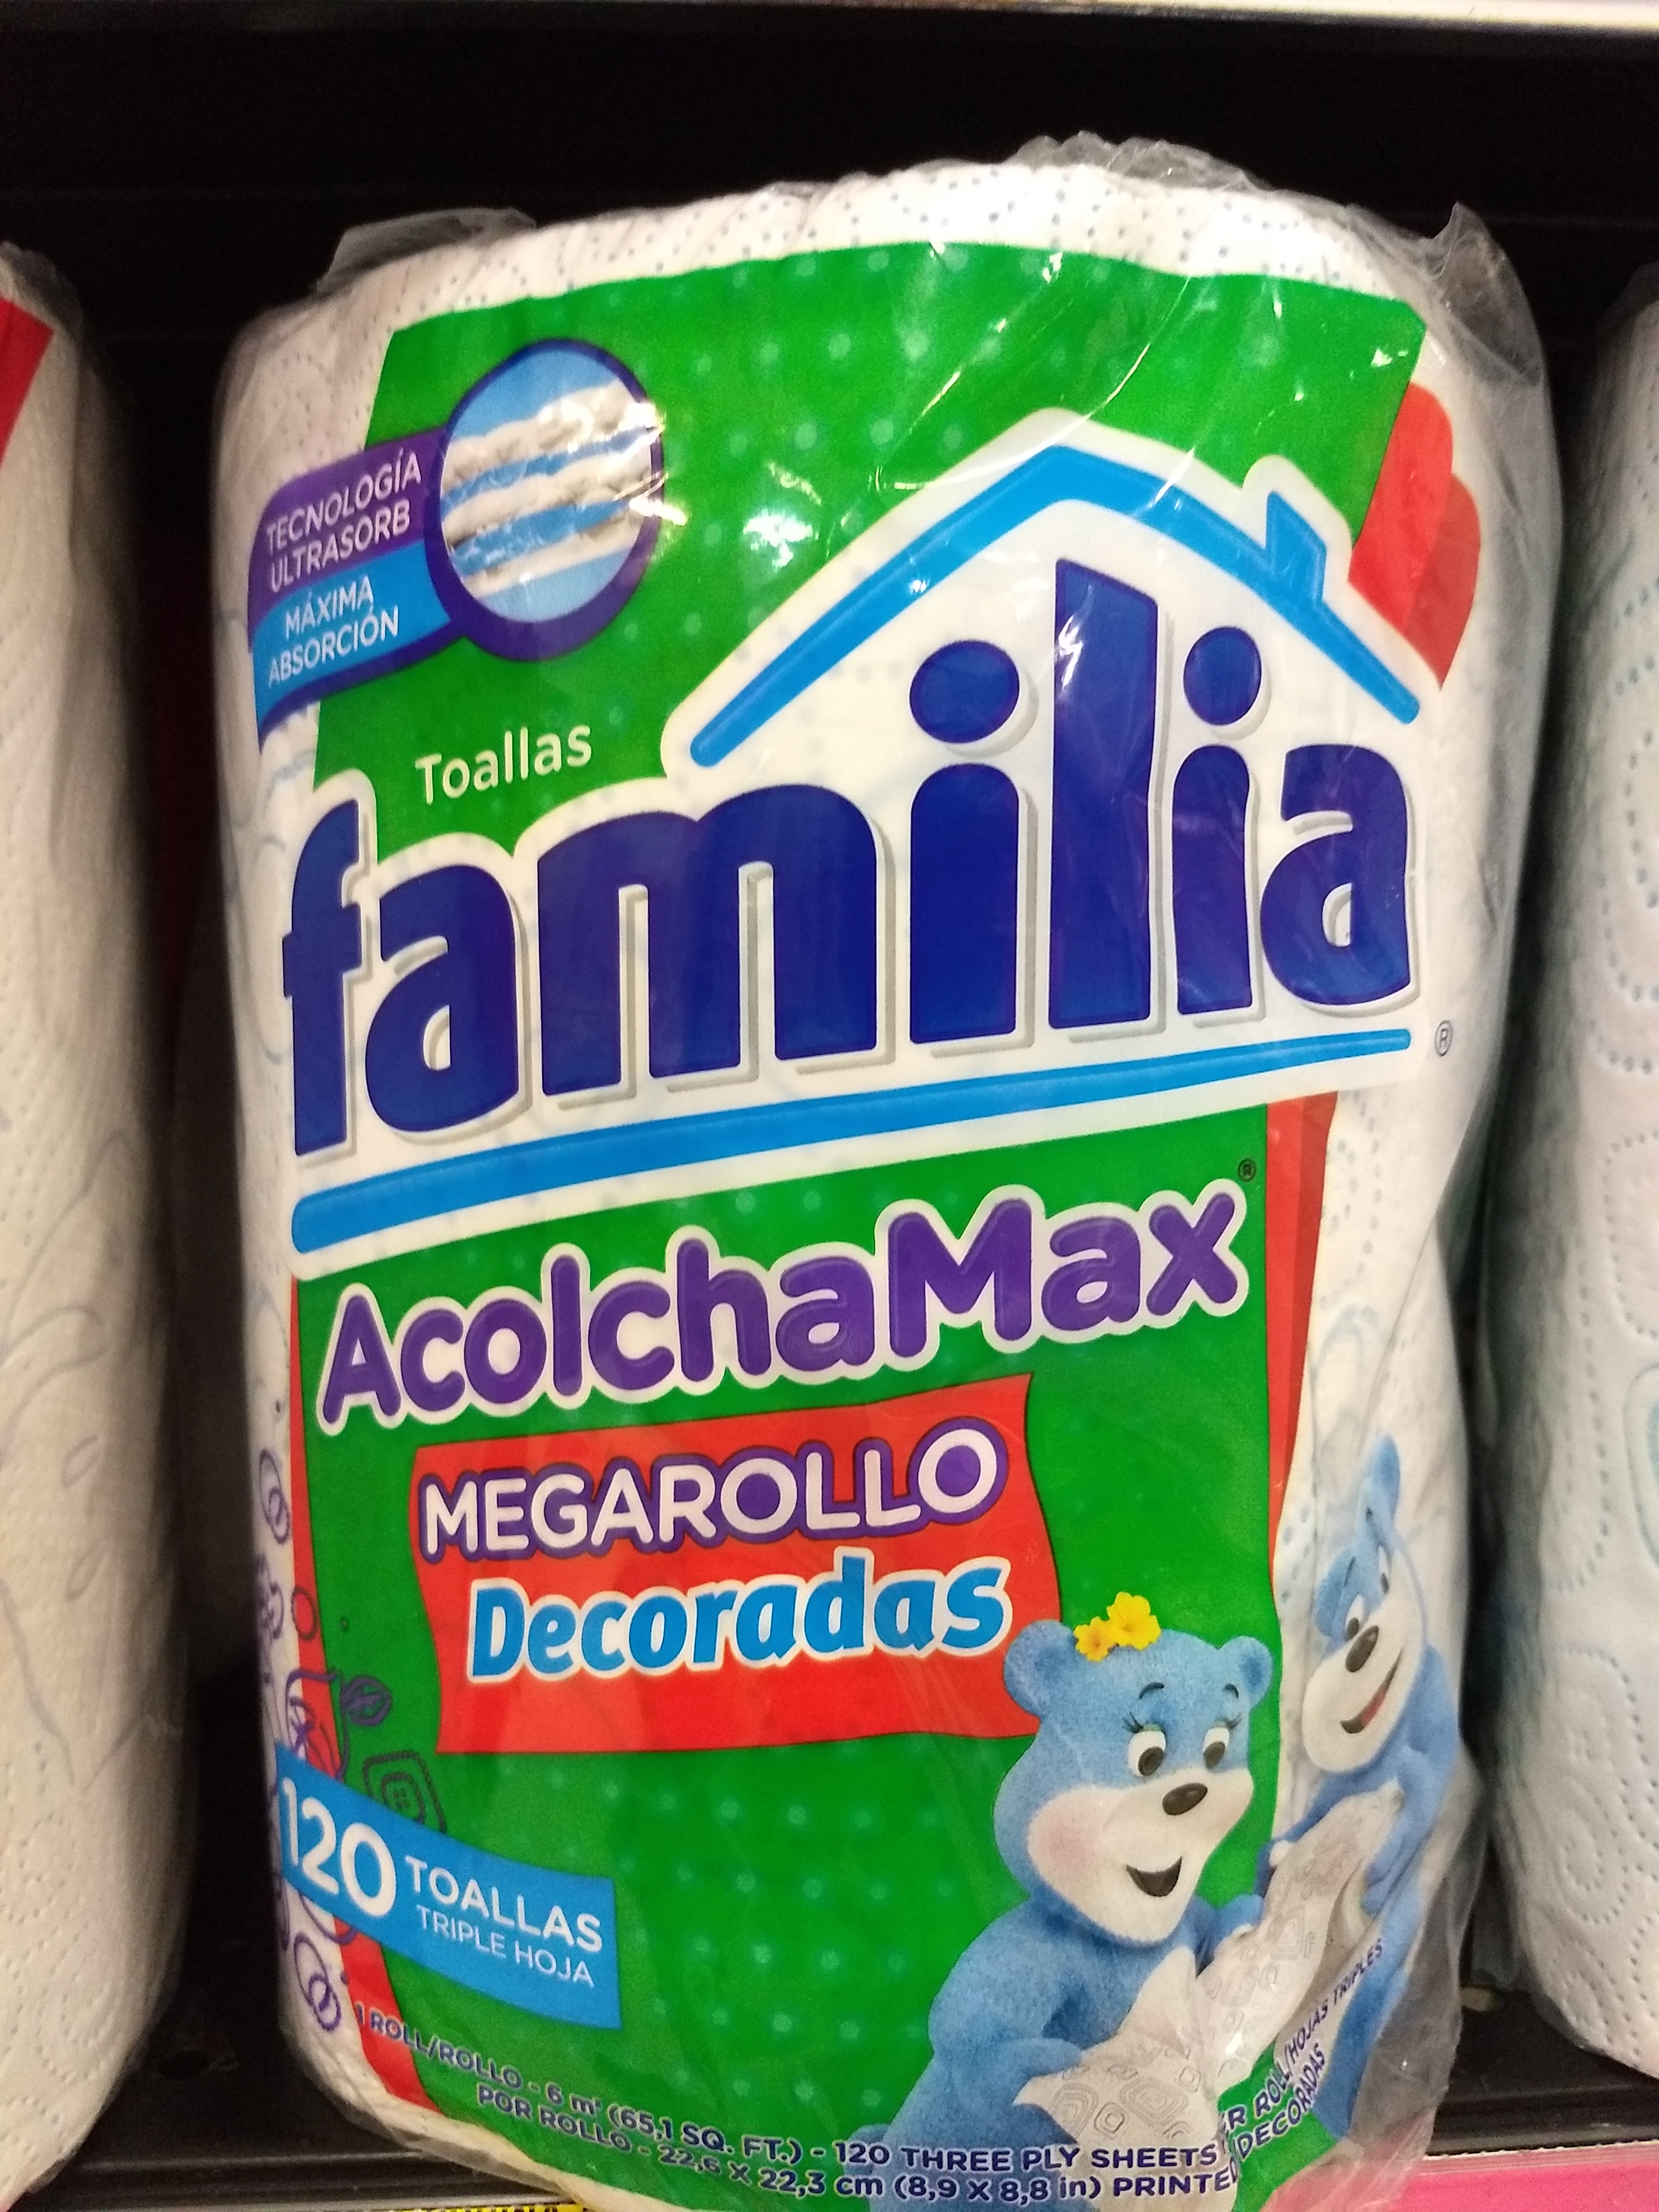 TECNOLOGÍA
ULTRASORB
MÁXIMA
ABSORCIÓN
Toallas
familia®
AcolchaMax®
MEGAROLLO
Decoradas
120 TOALLAS
TRIPLE HOJA
1 ROLL/ROLLO - 6 m² (65,1 SQ. FT.) - 120 THREE PLY SHEETS ER ROLL/HOJAS TRIPLES
POR ROLLO - 22,6 X 22,3 cm (8,9 X 8,8 in) PRINTED/DECORADAS